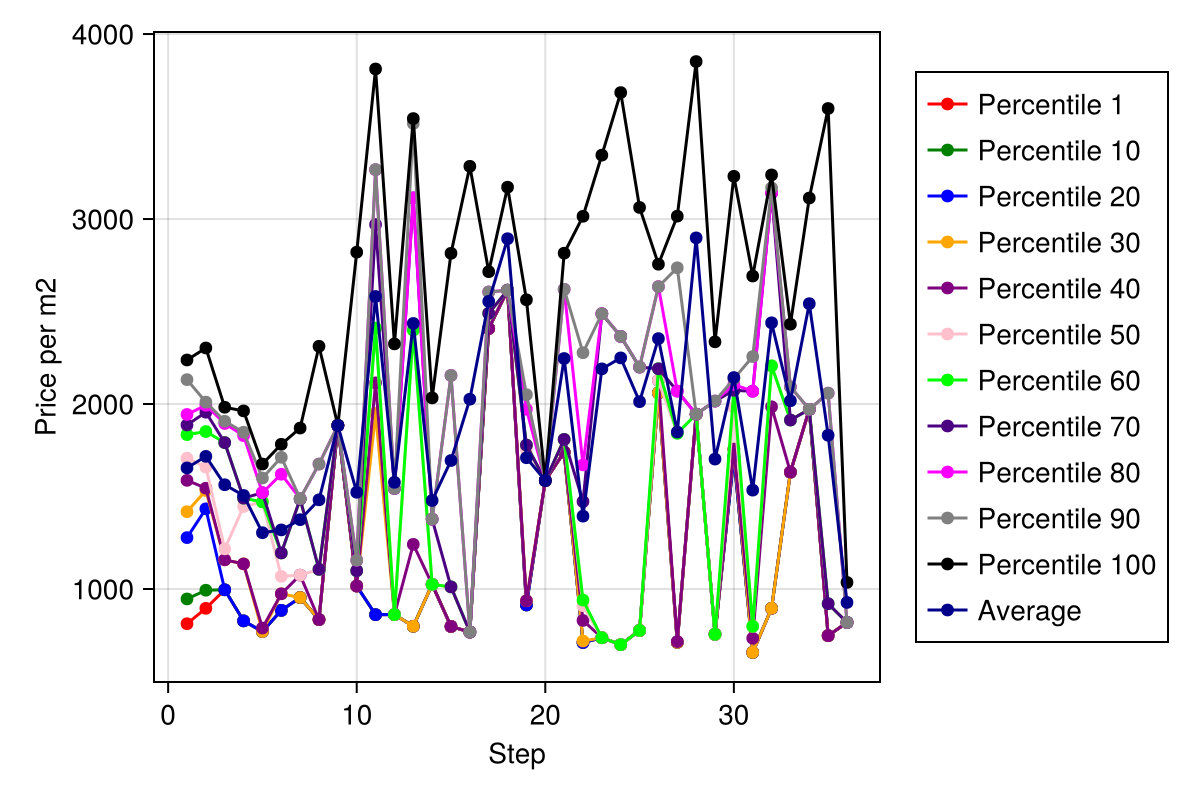 4000
3000
2000
1000
Price per m2
0
10
20
30
Step
Percentile 1
Percentile 10
Percentile 20
Percentile 30
Percentile 40
Percentile 50
Percentile 60
Percentile 70
Percentile 80
Percentile 90
Percentile 100
Average